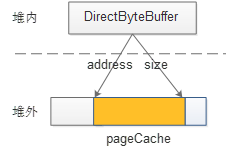 堆内
DirectByteBuffer
address size
堆外
pageCache